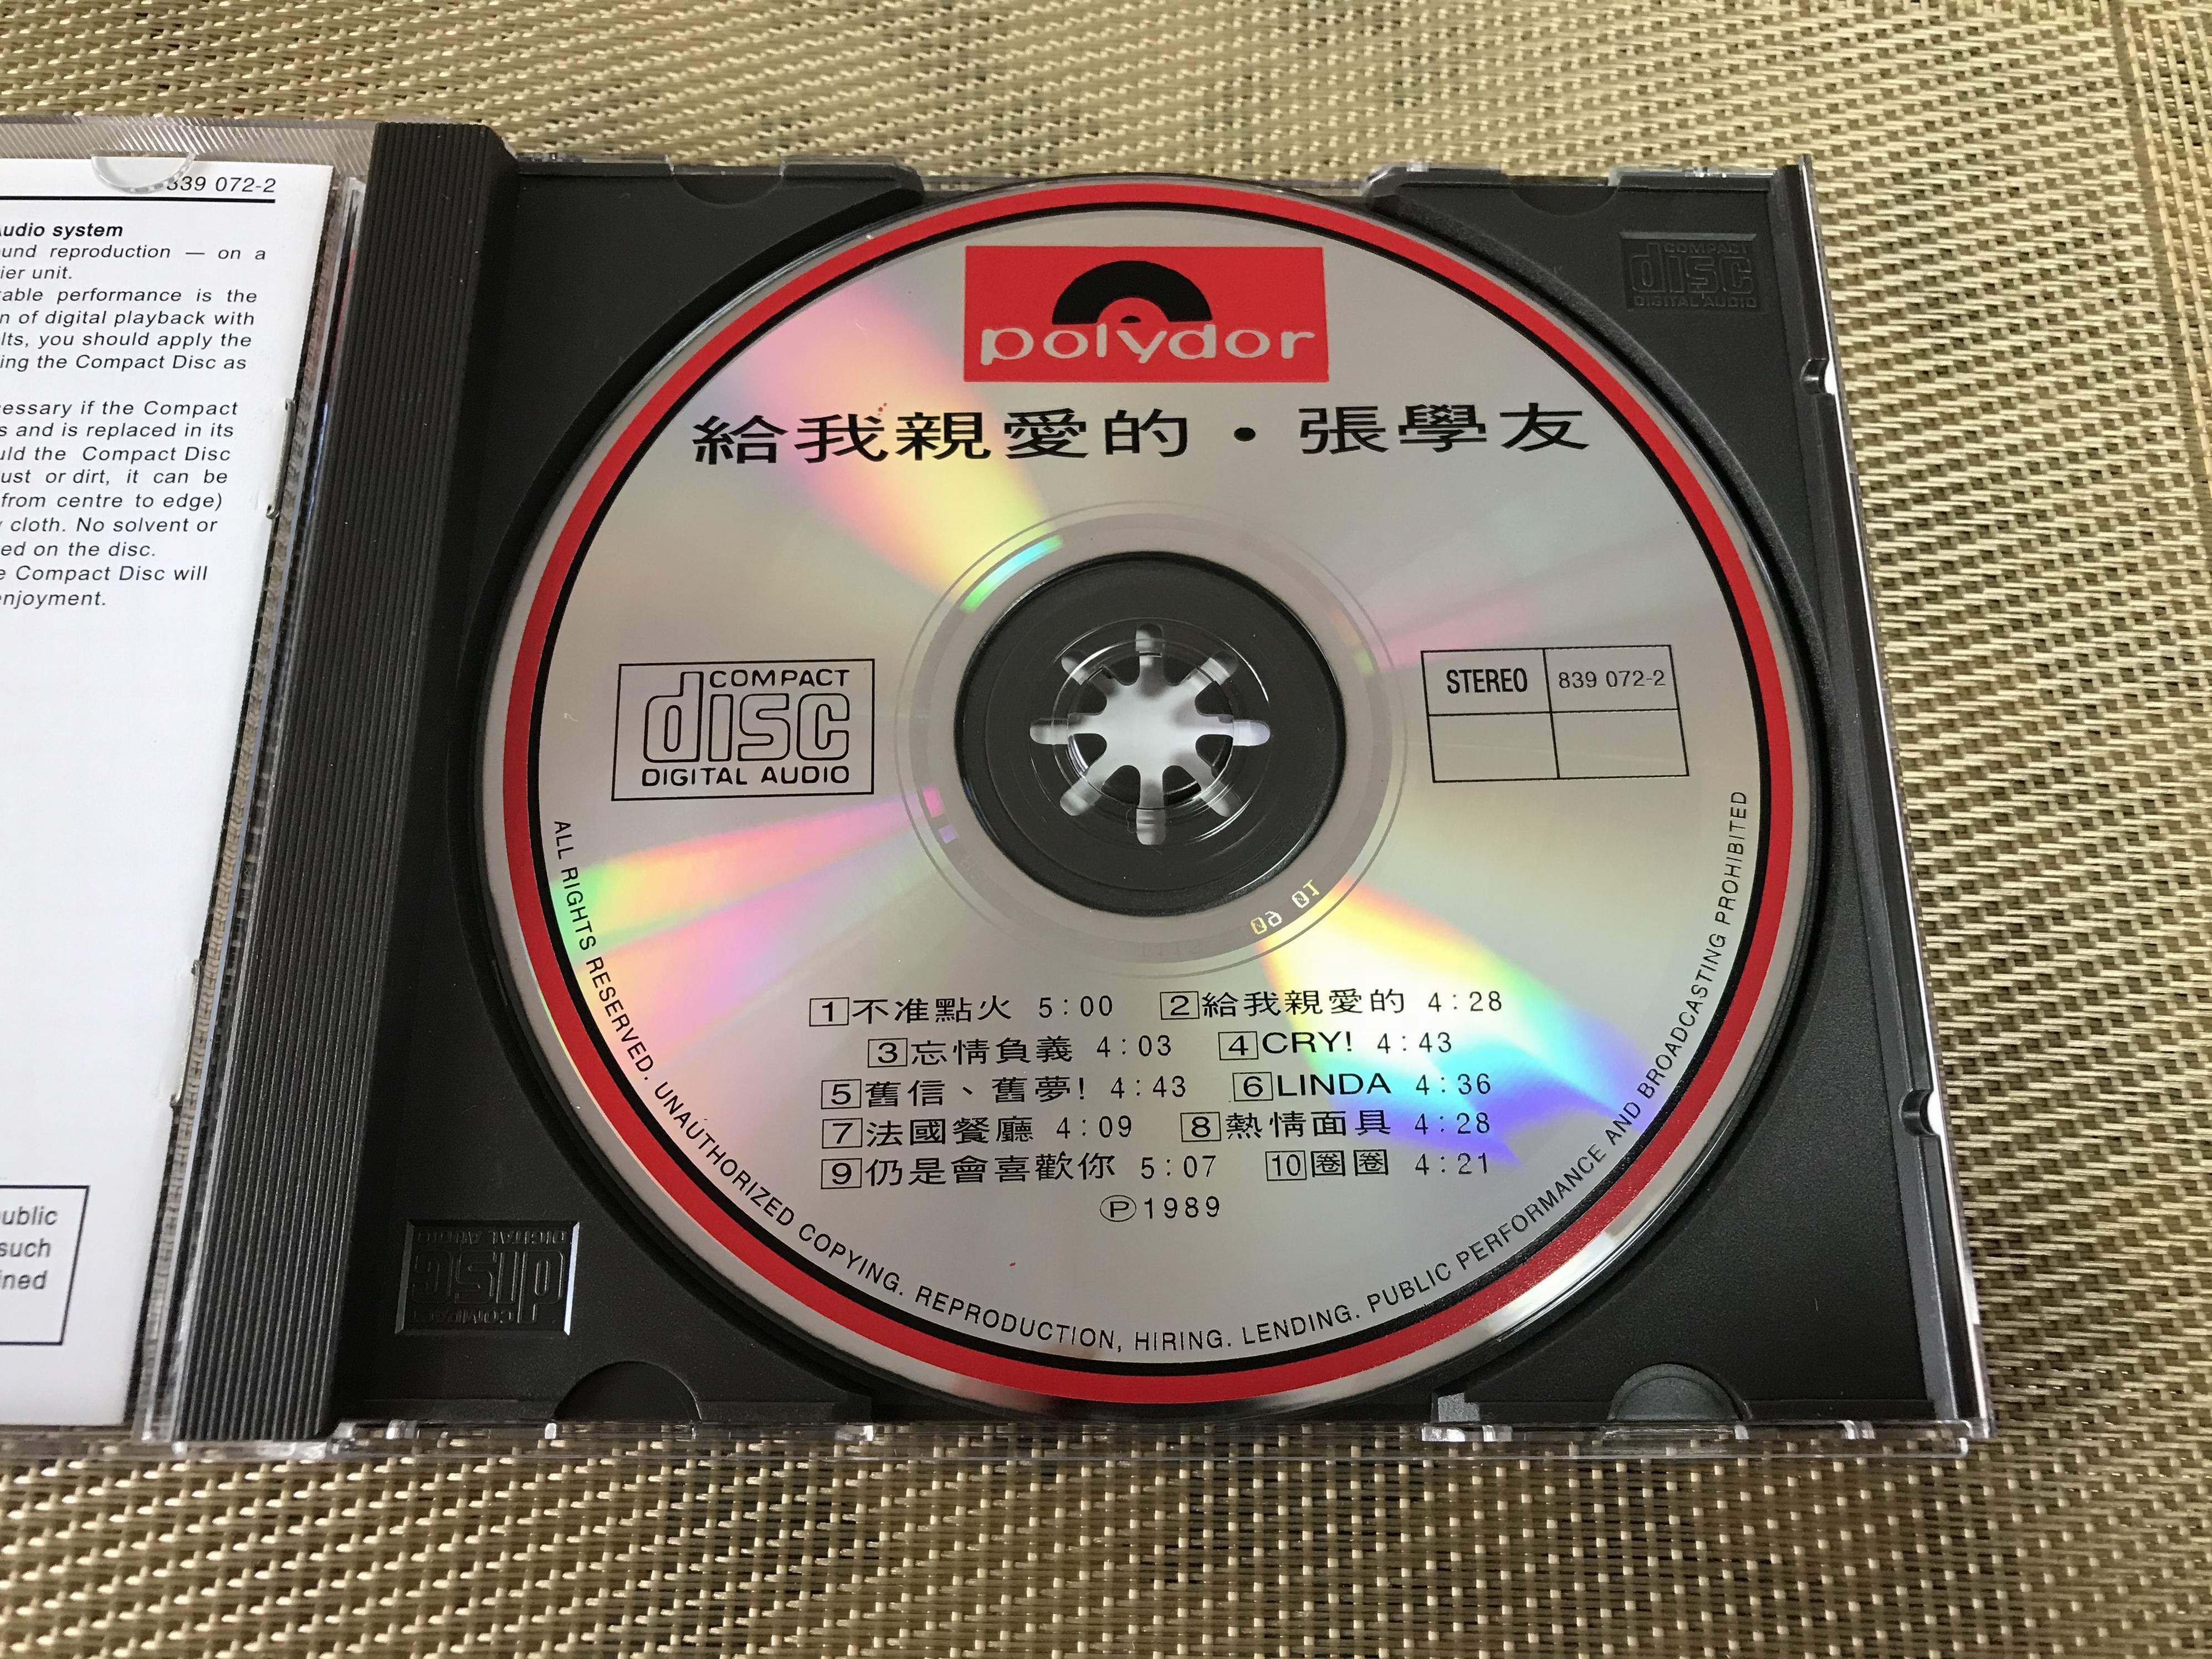 839 072-2
Audio system
ound reproduction — on a
ier unit.
able performance is the
n of digital playback with
lts, you should apply the
ing the Compact Disc as
cessary if the Compact
s and is replaced in its
uld the Compact Disc
ust or dirt, it can be
(from centre to edge)
cloth. No solvent or
ed on the disc.
e Compact Disc will
enjoyment.
ublic
such
ined
polydor
給我親愛的・張學友
COMPACT
disc
DIGITAL AUDIO
STEREO 839 072-2
1 不准點火 5:00 2 給我親愛的 4:28
3 忘情負義 4:03 4 CRY! 4:43
5 舊信、舊夢! 4:43 6 LINDA 4:36
7 法國餐廳 4:09 8 熱情面具 4:28
9 仍是會喜歡你 5:07 10 圈圈 4:21
Ⓟ1989
ALL RIGHTS RESERVED. UNAUTHORIZED COPYING. REPRODUCTION, HIRING. LENDING. PUBLIC PERFORMANCE AND BROADCASTING PROHIBITED
COMPACT
disc
DIGITAL AUDIO
COMPACT
disc
DIGITAL AUDIO